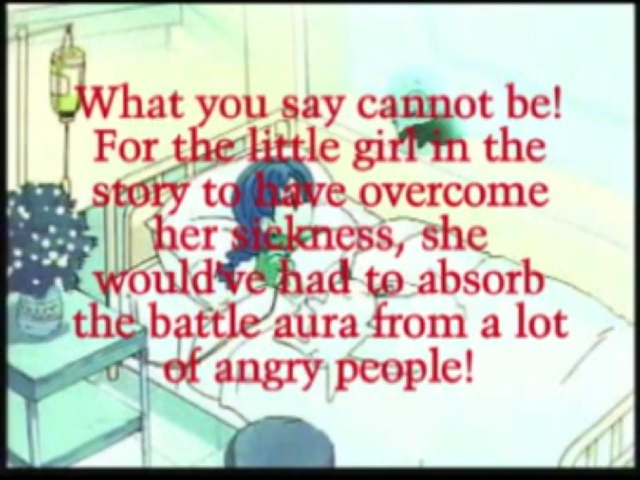 What you say cannot be!
For the little girl in the
story to have overcome
her sickness, she
would've had to absorb
the battle aura from a lot
of angry people!